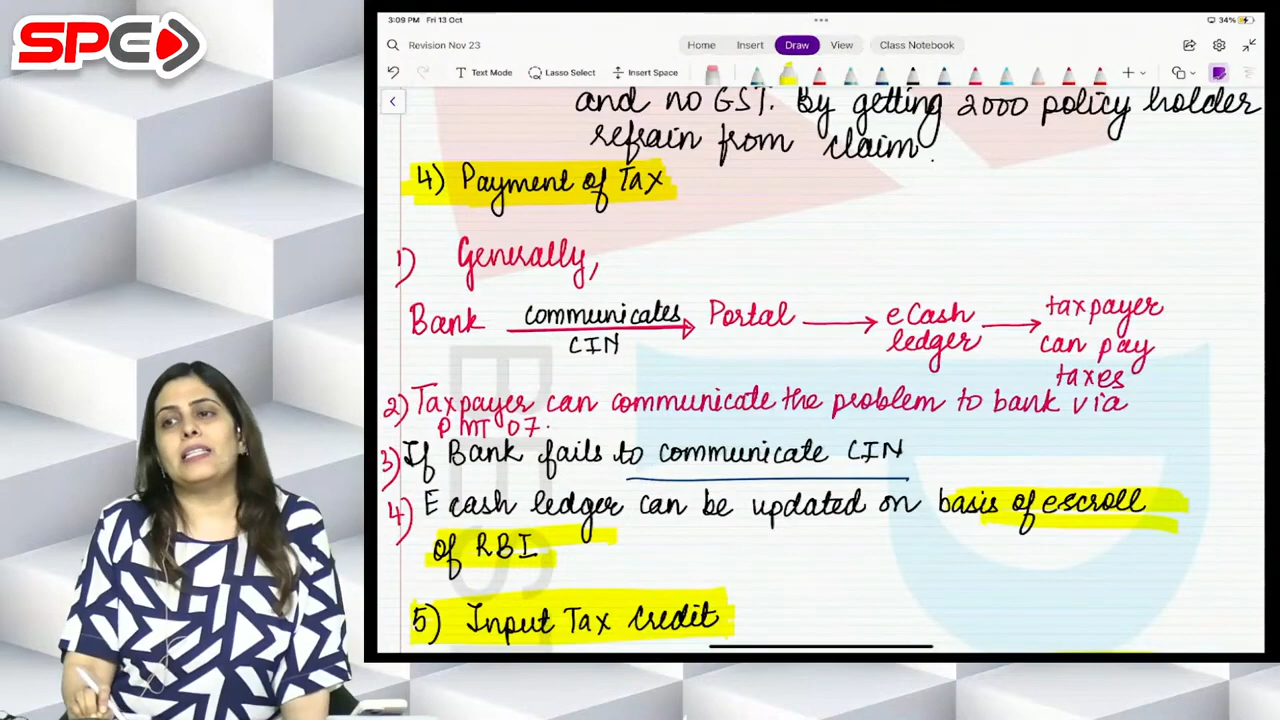 SPC
3:09 PM Fri 13 Oct
34%
Revision Nov 23
Home Insert Draw View Class Notebook
Text Mode Lasso Select Insert Space
and no GST. By getting 2000 policy holder
refrain from claim.
4) Payment of Tax
1) Generally,
Bank communicates CIN Portal eCash ledger taxpayer can pay taxes
2) Taxpayer can communicate the problem to bank via
PMT 07.
3) If Bank fails to communicate CIN
4) E cash ledger can be updated on basis of escroll
of RBI
5) Input Tax Credit